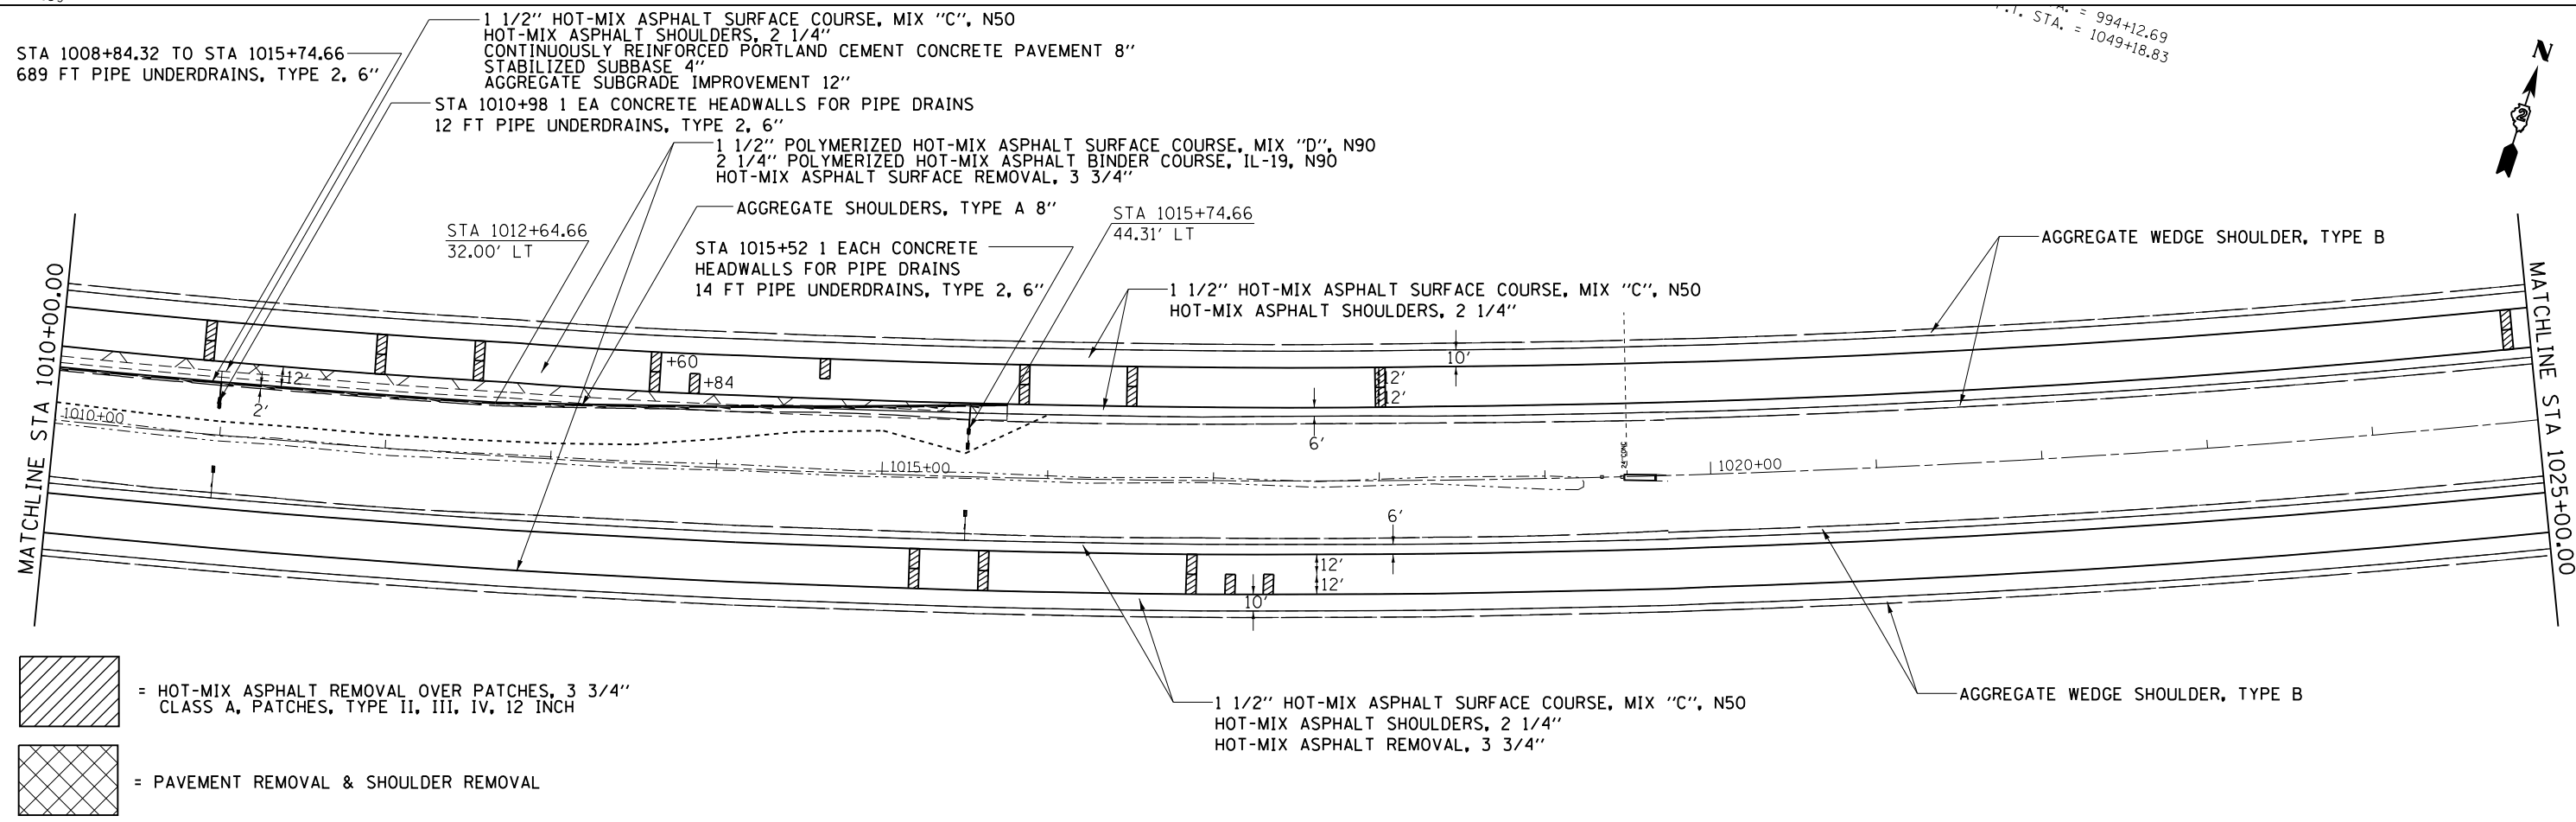 STA. = 994+12.69
P.T. STA. = 1049+18.83
N
2
STA 1008+84.32 TO STA 1015+74.66
689 FT PIPE UNDERDRAINS, TYPE 2, 6"
1 1/2" HOT-MIX ASPHALT SURFACE COURSE, MIX "C", N50
HOT-MIX ASPHALT SHOULDERS, 2 1/4"
CONTINUOUSLY REINFORCED PORTLAND CEMENT CONCRETE PAVEMENT 8"
STABILIZED SUBBASE 4"
AGGREGATE SUBGRADE IMPROVEMENT 12"
STA 1010+98 1 EA CONCRETE HEADWALLS FOR PIPE DRAINS
12 FT PIPE UNDERDRAINS, TYPE 2, 6"
1 1/2" POLYMERIZED HOT-MIX ASPHALT SURFACE COURSE, MIX "D", N90
2 1/4" POLYMERIZED HOT-MIX ASPHALT BINDER COURSE, IL-19, N90
HOT-MIX ASPHALT SURFACE REMOVAL, 3 3/4"
AGGREGATE SHOULDERS, TYPE A 8"
STA 1012+64.66
32.00' LT
STA 1015+52 1 EACH CONCRETE
HEADWALLS FOR PIPE DRAINS
14 FT PIPE UNDERDRAINS, TYPE 2, 6"
STA 1015+74.66
44.31' LT
1 1/2" HOT-MIX ASPHALT SURFACE COURSE, MIX "C", N50
HOT-MIX ASPHALT SHOULDERS, 2 1/4"
AGGREGATE WEDGE SHOULDER, TYPE B
MATCHLINE STA 1010+00.00
MATCHLINE STA 1025+00.00
+60
+84
12'
2'
10'
12'
12'
6'
1010+00
1015+00
1020+00
6'
12'
12'
10'
1 1/2" HOT-MIX ASPHALT SURFACE COURSE, MIX "C", N50
HOT-MIX ASPHALT SHOULDERS, 2 1/4"
HOT-MIX ASPHALT REMOVAL, 3 3/4"
AGGREGATE WEDGE SHOULDER, TYPE B
= HOT-MIX ASPHALT REMOVAL OVER PATCHES, 3 3/4"
CLASS A, PATCHES, TYPE II, III, IV, 12 INCH
= PAVEMENT REMOVAL & SHOULDER REMOVAL